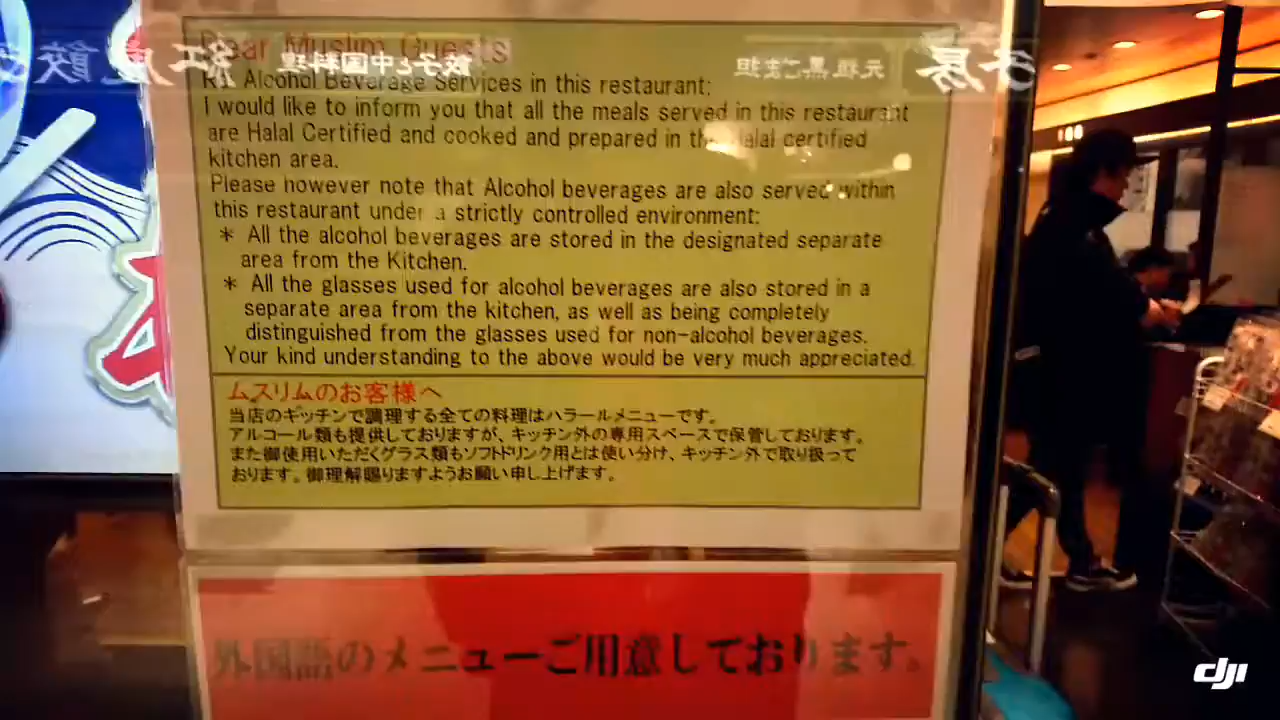 Dear Muslim Guests
Re Alcohol Beverage Services in this restaurant:
I would like to inform you that all the meals served in this restaurant
are Halal Certified and cooked and prepared in the Halal certified
kitchen area.
Please however note that Alcohol beverages are also served within
this restaurant under a strictly controlled environment:
* All the alcohol beverages are stored in the designated separate
area from the Kitchen.
* All the glasses used for alcohol beverages are also stored in a
separate area from the kitchen, as well as being completely
distinguished from the glasses used for non-alcohol beverages.
Your kind understanding to the above would be very much appreciated.
ムスリムのお客様へ
当店のキッチンで調理する全ての料理はハラールメニューです。
アルコール類も提供しておりますが、キッチン外の専用スペースで保管しております。
また御使用いただくグラス類もソフトドリンク用とは使い分け、キッチン外で取り扱って
おります。御理解賜りますようお願い申し上げます。
外国語のメニューご用意しております。
餃子と中国料理
元祖黒ごま担
dji